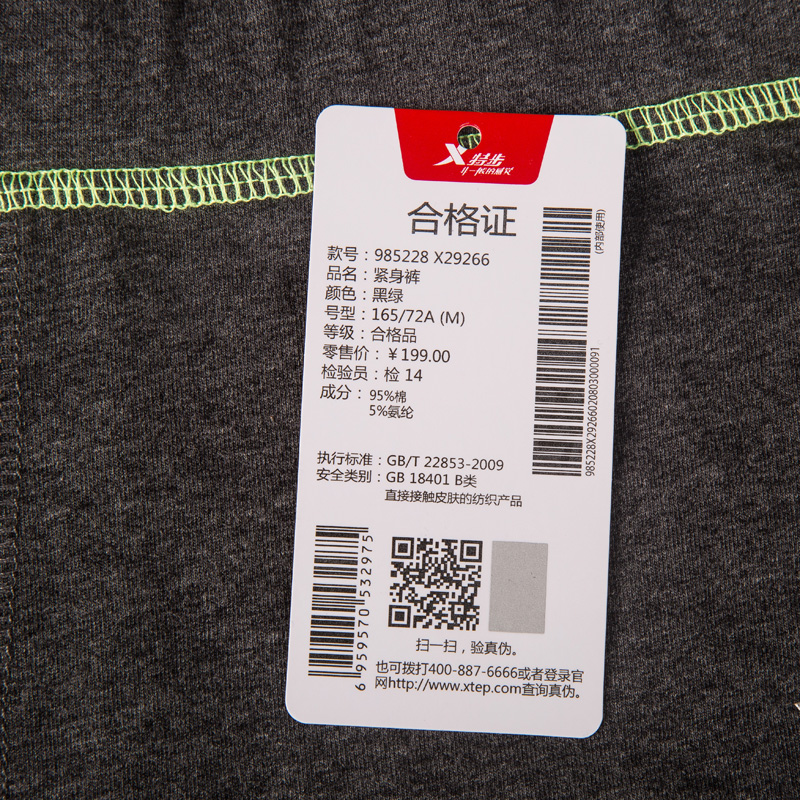 特步
合格证
(内部使用)
款号：985228 X29266
品名：紧身裤
颜色：黑绿
号型：165/72A (M)
等级：合格品
零售价：￥199.00
检验员：检 14
成分：95%棉
5%氨纶
985228X29266020803000091
执行标准：GB/T 22853-2009
安全类别：GB 18401 B类
直接接触皮肤的纺织产品
6 959570 532975
扫一扫，验真伪。
也可拨打400-887-6666或者登录官
网http://www.xtep.com查询真伪。